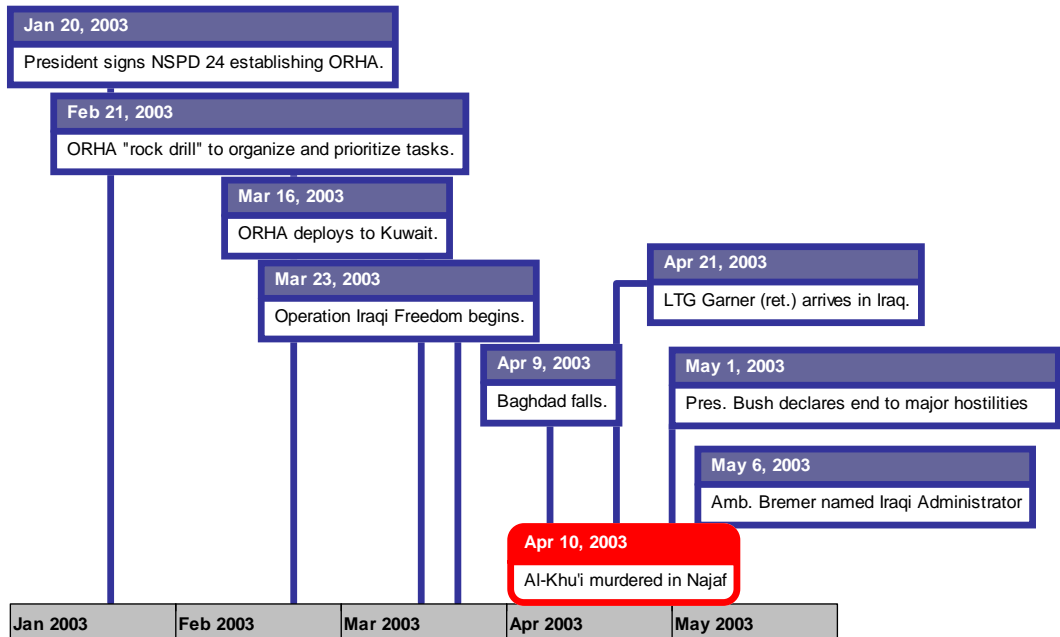 Jan 20, 2003
President signs NSPD 24 establishing ORHA.
Feb 21, 2003
ORHA "rock drill" to organize and prioritize tasks.
Mar 16, 2003
ORHA deploys to Kuwait.
Mar 23, 2003
Operation Iraqi Freedom begins.
Apr 21, 2003
LTG Garner (ret.) arrives in Iraq.
Apr 9, 2003
Baghdad falls.
May 1, 2003
Pres. Bush declares end to major hostilities
May 6, 2003
Amb. Bremer named Iraqi Administrator
Apr 10, 2003
Al-Khu'i murdered in Najaf
Jan 2003 Feb 2003 Mar 2003 Apr 2003 May 2003